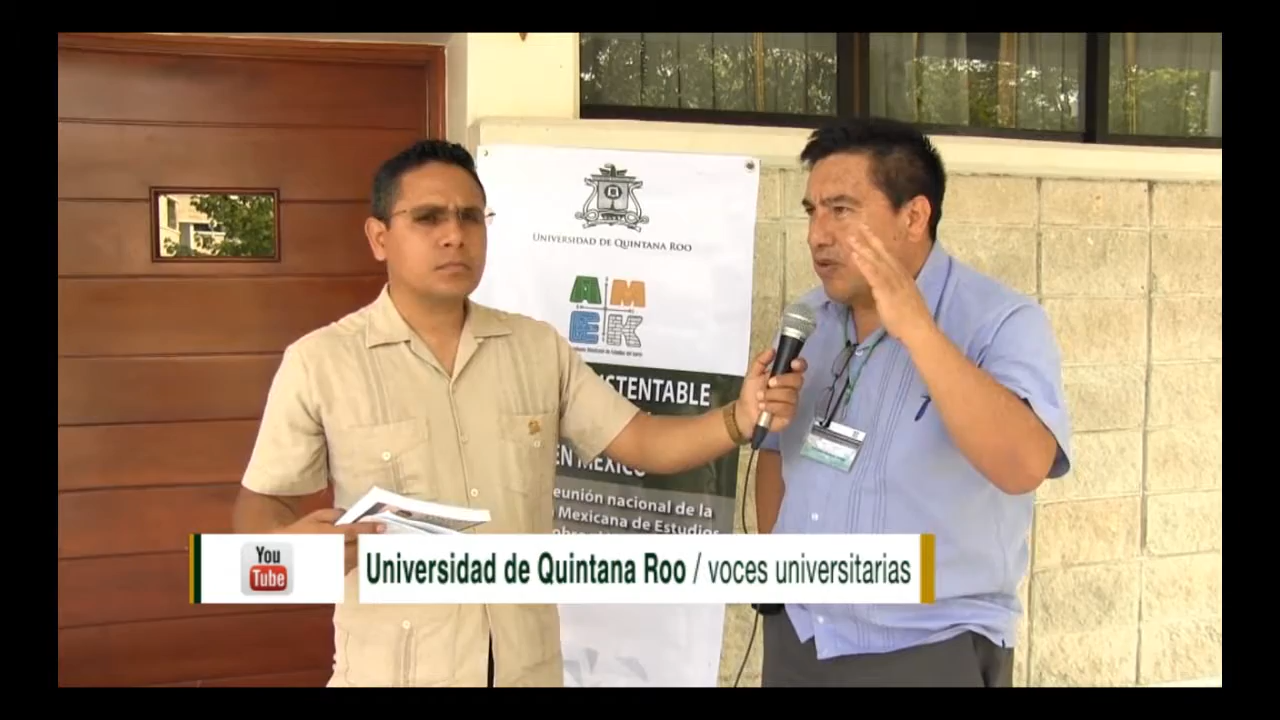 UNIVERSIDAD DE QUINTANA ROO
AM
EK
USTENTABLE
EN MÉXICO
eunión nacional de la
Mexicana de Estudios
You
Tube
Universidad de Quintana Roo / voces universitarias